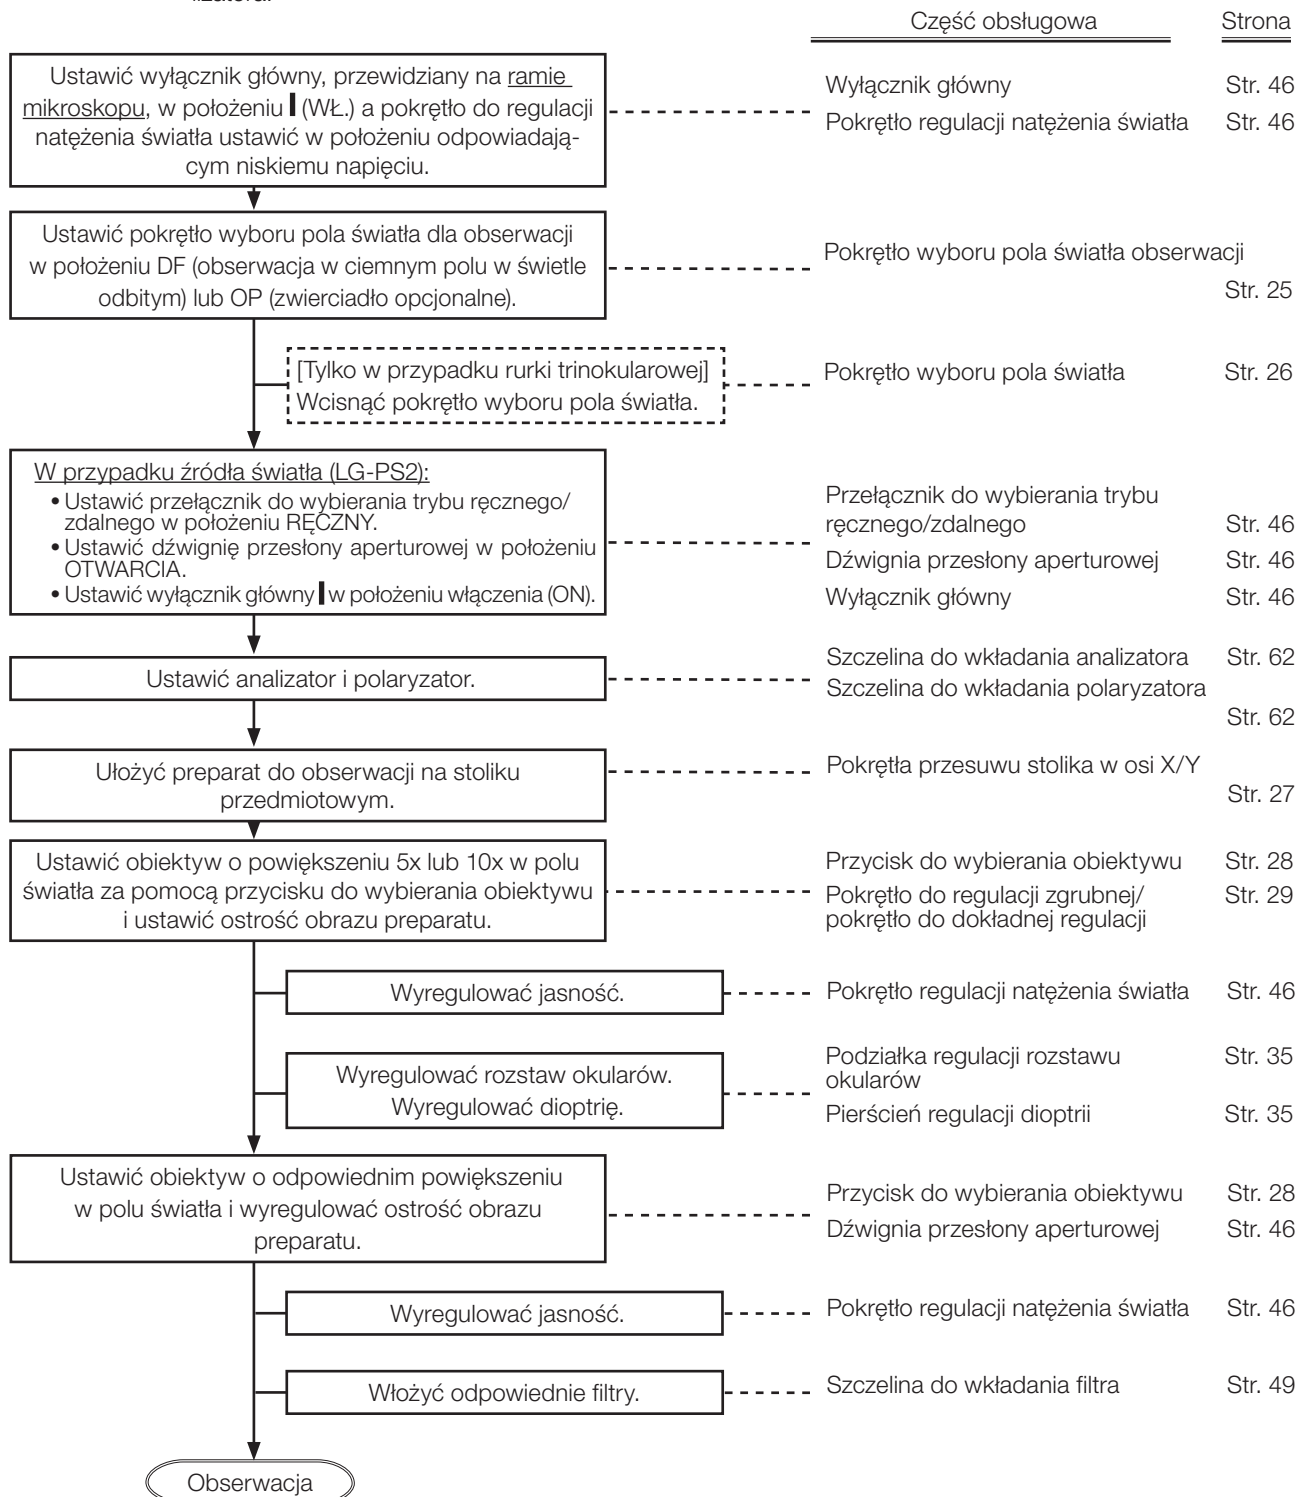 lizatora.
Część obsługowa Strona
Ustawić wyłącznik główny, przewidziany na ramie
mikroskopu, w położeniu I (WŁ.) a pokrętło do regulacji
natężenia światła ustawić w położeniu odpowiadają-
cym niskiemu napięciu.
Wyłącznik główny Str. 46
Pokrętło regulacji natężenia światła Str. 46
Ustawić pokrętło wyboru pola światła dla obserwacji
w położeniu DF (obserwacja w ciemnym polu w świetle
odbitym) lub OP (zwierciadło opcjonalne).
Pokrętło wyboru pola światła obserwacji
Str. 25
[Tylko w przypadku rurki trinokularowej]
Wcisnąć pokrętło wyboru pola światła.
Pokrętło wyboru pola światła Str. 26
W przypadku źródła światła (LG-PS2):
• Ustawić przełącznik do wybierania trybu ręcznego/
zdalnego w położeniu RĘCZNY.
• Ustawić dźwignię przesłony aperturowej w położeniu
OTWARCIA.
• Ustawić wyłącznik główny I w położeniu włączenia (ON).
Przełącznik do wybierania trybu
ręcznego/zdalnego Str. 46
Dźwignia przesłony aperturowej Str. 46
Wyłącznik główny Str. 46
Ustawić analizator i polaryzator.
Szczelina do wkładania analizatora Str. 62
Szczelina do wkładania polaryzatora
Str. 62
Ułożyć preparat do obserwacji na stoliku
przedmiotowym.
Pokrętła przesuwu stolika w osi X/Y
Str. 27
Ustawić obiektyw o powiększeniu 5x lub 10x w polu
światła za pomocą przycisku do wybierania obiektywu
i ustawić ostrość obrazu preparatu.
Przycisk do wybierania obiektywu Str. 28
Pokrętło do regulacji zgrubnej/ Str. 29
pokrętło do dokładnej regulacji
Wyregulować jasność.
Pokrętło regulacji natężenia światła Str. 46
Wyregulować rozstaw okularów.
Wyregulować dioptrię.
Podziałka regulacji rozstawu Str. 35
okularów
Pierścień regulacji dioptrii Str. 35
Ustawić obiektyw o odpowiednim powiększeniu
w polu światła i wyregulować ostrość obrazu
preparatu.
Przycisk do wybierania obiektywu Str. 28
Dźwignia przesłony aperturowej Str. 46
Wyregulować jasność.
Pokrętło regulacji natężenia światła Str. 46
Włożyć odpowiednie filtry.
Szczelina do wkładania filtra Str. 49
Obserwacja